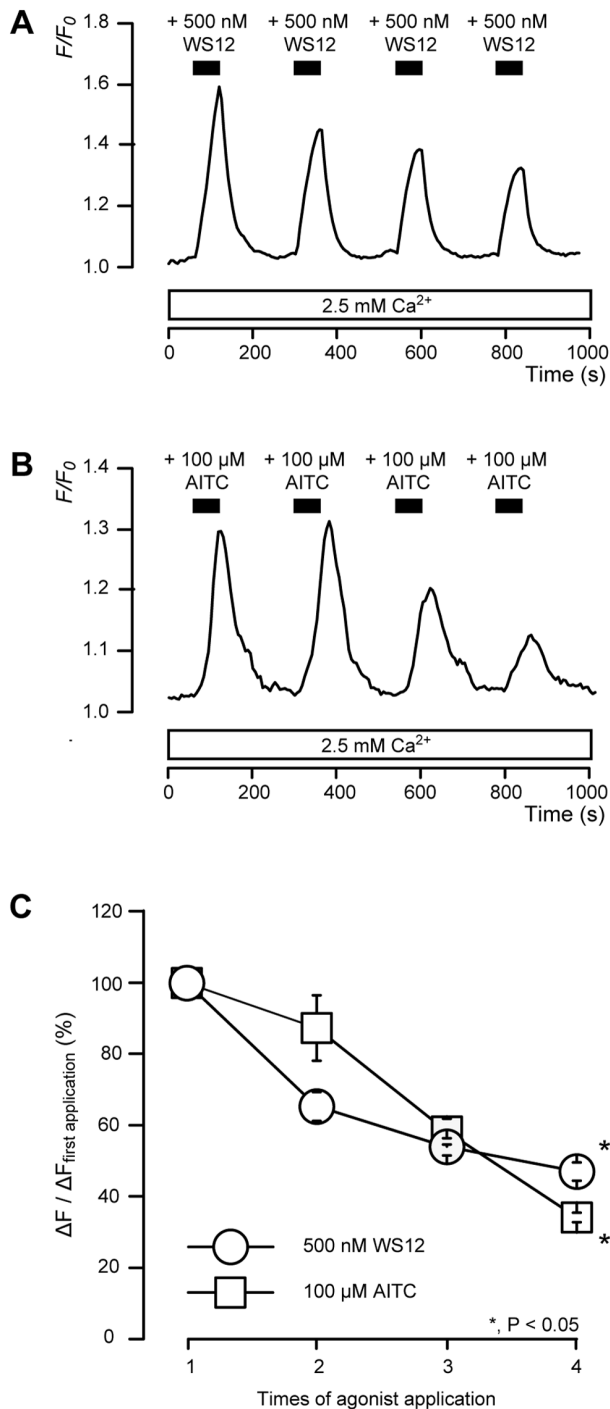 A
F/F0
+ 500 nM + 500 nM + 500 nM + 500 nM
WS12 WS12 WS12 WS12
1.8
1.6
1.4
1.2
1.0
2.5 mM Ca2+
0 200 400 600 800 1000
Time (s)
B
F/F0
+ 100 µM + 100 µM + 100 µM + 100 µM
AITC AITC AITC AITC
1.4
1.3
1.2
1.1
1.0
2.5 mM Ca2+
0 200 400 600 800 1000
Time (s)
C
ΔF / ΔFfirst application (%)
120
100
80
60
40
20
0
*
*
500 nM WS12
100 µM AITC
*, P < 0.05
1 2 3 4
Times of agonist application